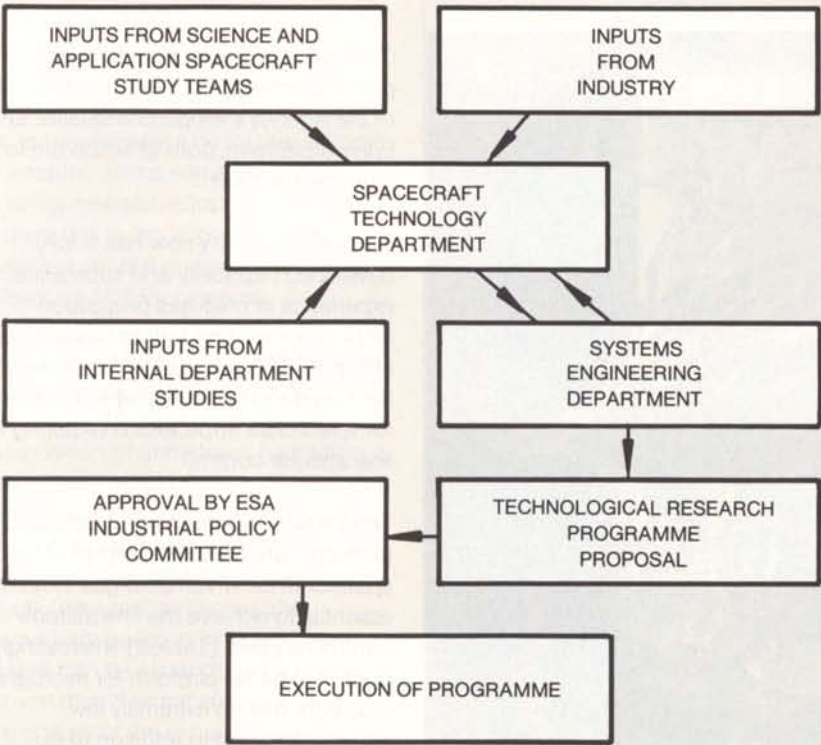 INPUTS FROM SCIENCE AND
APPLICATION SPACECRAFT
STUDY TEAMS
INPUTS
FROM
INDUSTRY
SPACECRAFT
TECHNOLOGY
DEPARTMENT
INPUTS FROM
INTERNAL DEPARTMENT
STUDIES
SYSTEMS
ENGINEERING
DEPARTMENT
APPROVAL BY ESA
INDUSTRIAL POLICY
COMMITTEE
TECHNOLOGICAL RESEARCH
PROGRAMME
PROPOSAL
EXECUTION OF PROGRAMME